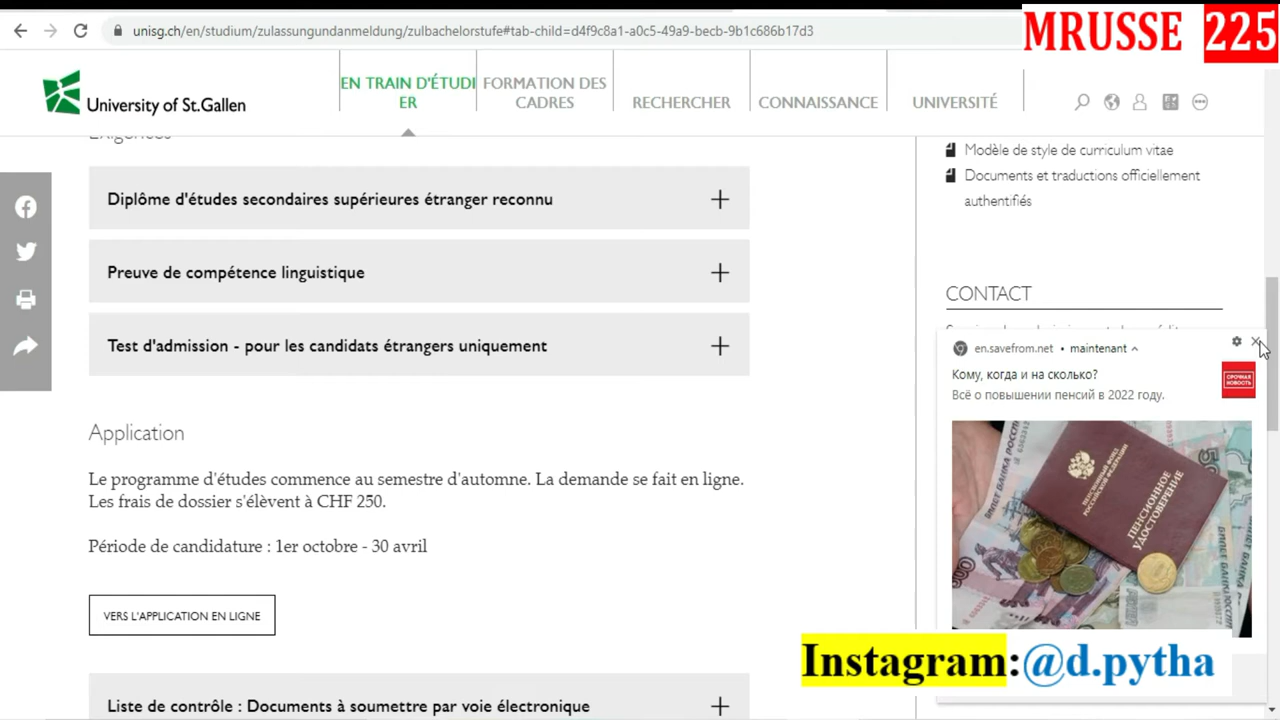 MRUSSE 225
unisg.ch/en/studium/zulassungundanmeldung/zulbachelorstufe#tab-child=d4f9c8a1-a0c5-49a9-becb-9b1c686b17d3
University of St.Gallen
EN TRAIN D'ÉTUDI
ER
FORMATION DES
CADRES
RECHERCHER
CONNAISSANCE
UNIVERSITÉ
Exigences
Diplôme d'études secondaires supérieures étranger reconnu
Preuve de compétence linguistique
Test d'admission - pour les candidats étrangers uniquement
Application
Le programme d'études commence au semestre d'automne. La demande se fait en ligne.
Les frais de dossier s'élèvent à CHF 250.
Période de candidature : 1er octobre - 30 avril
VERS L'APPLICATION EN LIGNE
Liste de contrôle : Documents à soumettre par voie électronique
Modèle de style de curriculum vitae
Documents et traductions officiellement
authentifiés
CONTACT
en.savefrom.net • maintenant
Кому, когда и на сколько?
Всё о повышении пенсий в 2022 году.
СРОЧНАЯ
НОВОСТЬ
ПЕНСИОННОЕ
УДОСТОВЕРЕНИЕ
Instagram:@d.pytha